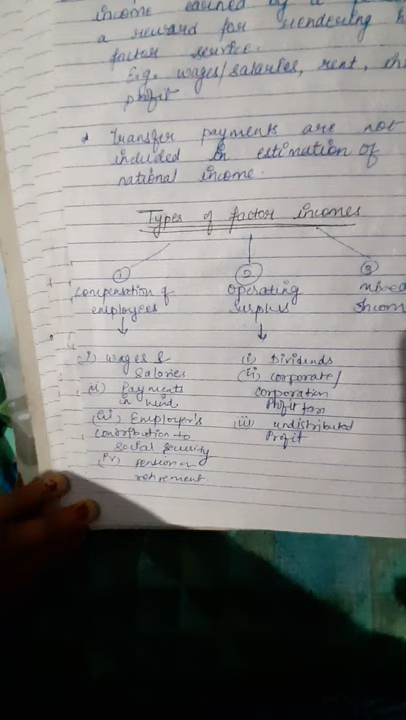 income earned by a
a reward for rendering
factor service.
E.g. wages/salaries, rent,
profit
* Transfer payments are not
included in estimation of
national income.
Types of factor incomes
① ② ③
Compensation of Operating mixed
employees Surplus incom
i) wages & (i) Dividends
Salaries (ii) corporate/
(ii) Payments corporation
in kind Profit tax
(iii) Employer's (iii) undistributed
contribution to Profit
social security
(iv) Pension on
retirement